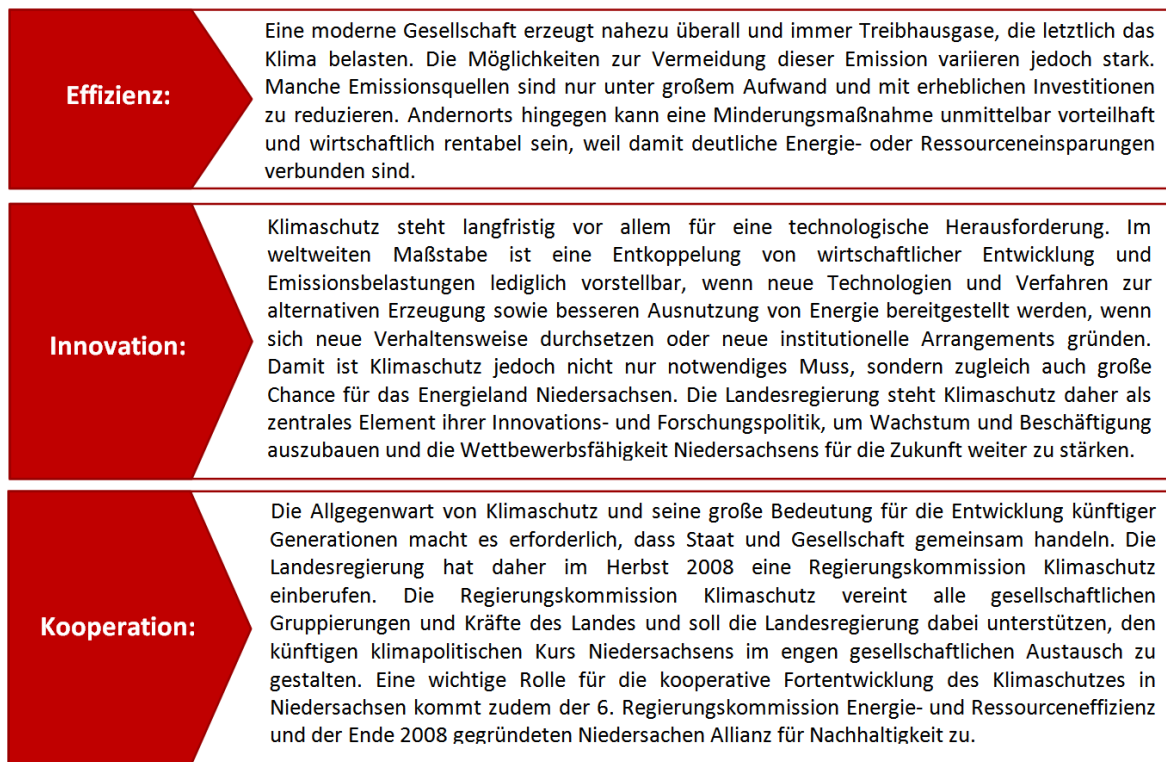 Effizienz:
Eine moderne Gesellschaft erzeugt nahezu überall und immer Treibhausgase, die letztlich das
Klima belasten. Die Möglichkeiten zur Vermeidung dieser Emission variieren jedoch stark.
Manche Emissionsquellen sind nur unter großem Aufwand und mit erheblichen Investitionen
zu reduzieren. Andernorts hingegen kann eine Minderungsmaßnahme unmittelbar vorteilhaft
und wirtschaftlich rentabel sein, weil damit deutliche Energie- oder Ressourceneinsparungen
verbunden sind.
Innovation:
Klimaschutz steht langfristig vor allem für eine technologische Herausforderung. Im
weltweiten Maßstabe ist eine Entkoppelung von wirtschaftlicher Entwicklung und
Emissionsbelastungen lediglich vorstellbar, wenn neue Technologien und Verfahren zur
alternativen Erzeugung sowie besseren Ausnutzung von Energie bereitgestellt werden, wenn
sich neue Verhaltensweise durchsetzen oder neue institutionelle Arrangements gründen.
Damit ist Klimaschutz jedoch nicht nur notwendiges Muss, sondern zugleich auch große
Chance für das Energieland Niedersachsen. Die Landesregierung steht Klimaschutz daher als
zentrales Element ihrer Innovations- und Forschungspolitik, um Wachstum und Beschäftigung
auszubauen und die Wettbewerbsfähigkeit Niedersachsens für die Zukunft weiter zu stärken.
Kooperation:
Die Allgegenwart von Klimaschutz und seine große Bedeutung für die Entwicklung künftiger
Generationen macht es erforderlich, dass Staat und Gesellschaft gemeinsam handeln. Die
Landesregierung hat daher im Herbst 2008 eine Regierungskommission Klimaschutz
einberufen. Die Regierungskommission Klimaschutz vereint alle gesellschaftlichen
Gruppierungen und Kräfte des Landes und soll die Landesregierung dabei unterstützen, den
künftigen klimapolitischen Kurs Niedersachsens im engen gesellschaftlichen Austausch zu
gestalten. Eine wichtige Rolle für die kooperative Fortentwicklung des Klimaschutzes in
Niedersachsen kommt zudem der 6. Regierungskommission Energie- und Ressourceneffizienz
und der Ende 2008 gegründeten Niedersachen Allianz für Nachhaltigkeit zu.